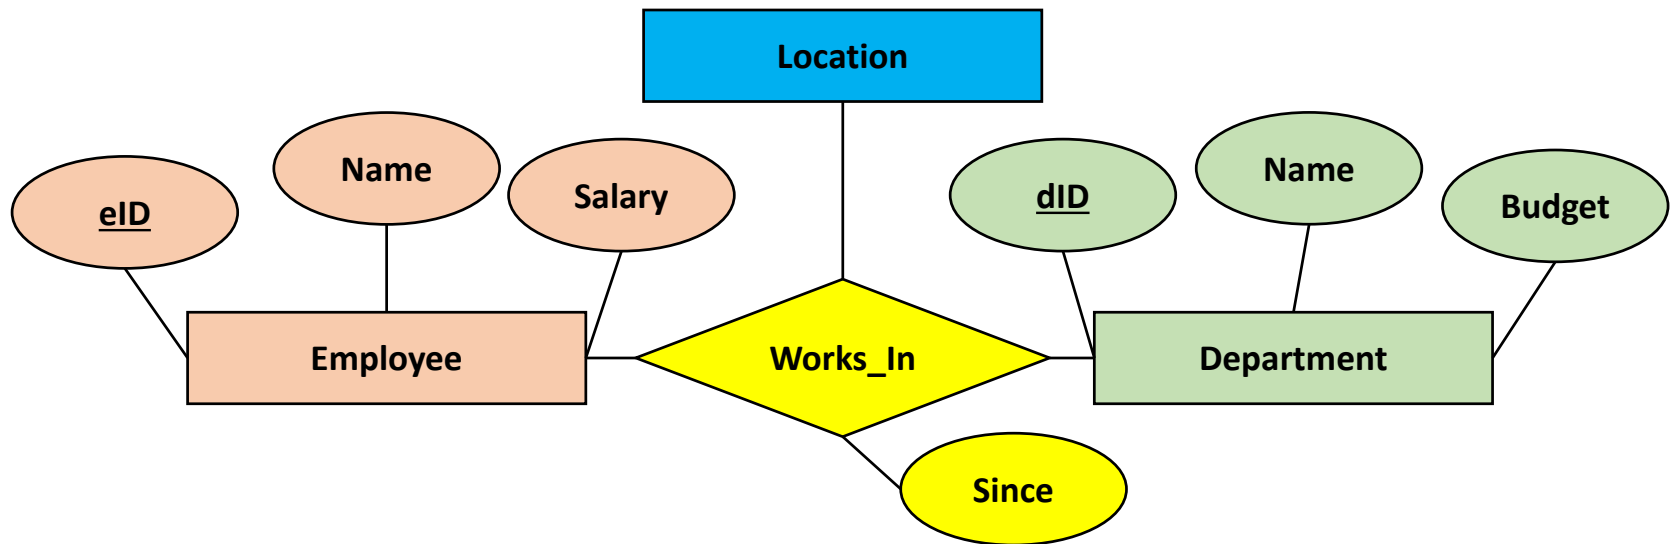 Location
eID
Name
Salary
dID
Name
Budget
Employee
Works_In
Department
Since